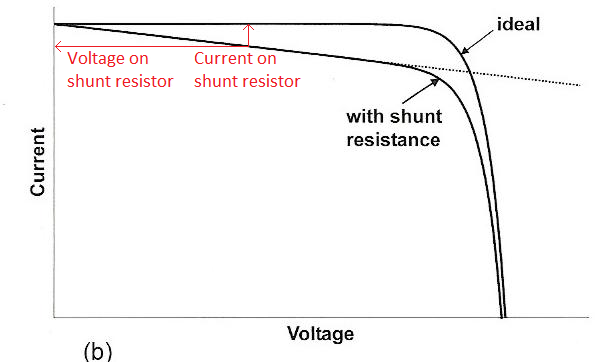 ideal
Voltage on
shunt resistor
Current on
shunt resistor
with shunt
resistance
Current
Voltage
(b)